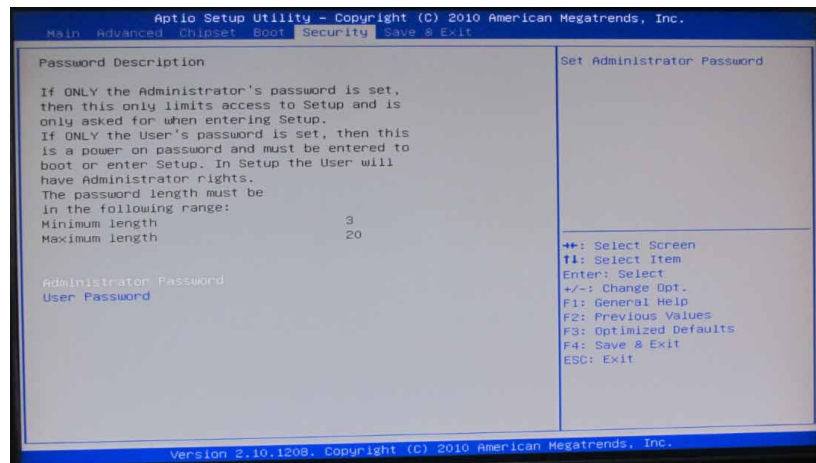 Aptio Setup Utility – Copyright (C) 2010 American Megatrends, Inc.
Main Advanced Chipset Boot Security Save & Exit
Password Description
If ONLY the Administrator's password is set,
then this only limits access to Setup and is
only asked for when entering Setup.
If ONLY the User's password is set, then this
is a power on password and must be entered to
boot or enter Setup. In Setup the User will
have Administrator rights.
The password length must be
in the following range:
Minimum length 3
Maximum length 20
Administrator Password
User Password
Set Administrator Password
→←: Select Screen
↑↓: Select Item
Enter: Select
+/-: Change Opt.
F1: General Help
F2: Previous Values
F3: Optimized Defaults
F4: Save & Exit
ESC: Exit
Version 2.10.1208. Copyright (C) 2010 American Megatrends, Inc.